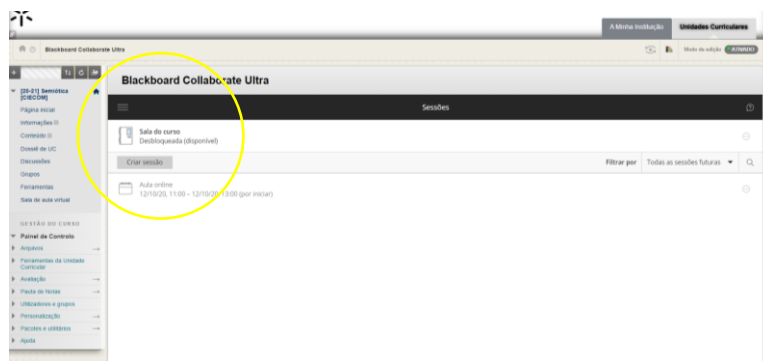 A Minha Instituição
Unidades Curriculares
Blackboard Collaborate Ultra
Modo de edição
ATIVADO
[20-21] Semiótica
[CIECOM]
Página Inicial
Informações
Conteúdo
Dossiê de UC
Discussões
Grupos
Ferramentas
Sala de aula virtual
GESTÃO DO CURSO
Painel de Controlo
Arquivos
Ferramentas da Unidade
Curricular
Avaliação
Pauta de Notas
Utilizadores e grupos
Personalização
Pacotes e utilitários
Ajuda
Blackboard Collaborate Ultra
Sessões
Sala do curso
Desbloqueada (disponível)
Criar sessão
Filtrar por
Todas as sessões futuras
Aula online
12/10/20, 11:00 – 12/10/20, 13:00 (por iniciar)